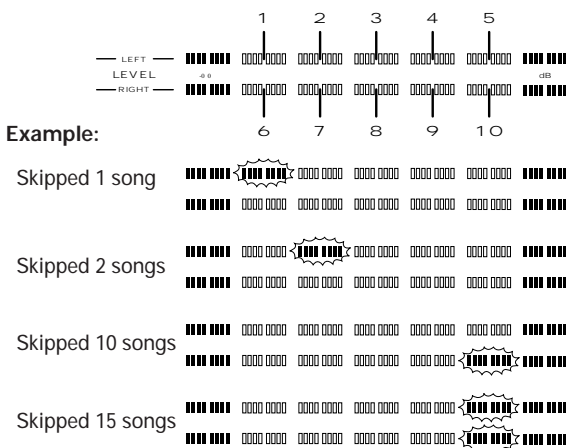 1 2 3 4 5
LEFT
LEVEL
RIGHT
dB
6 7 8 9 10
Example:
Skipped 1 song
Skipped 2 songs
Skipped 10 songs
Skipped 15 songs